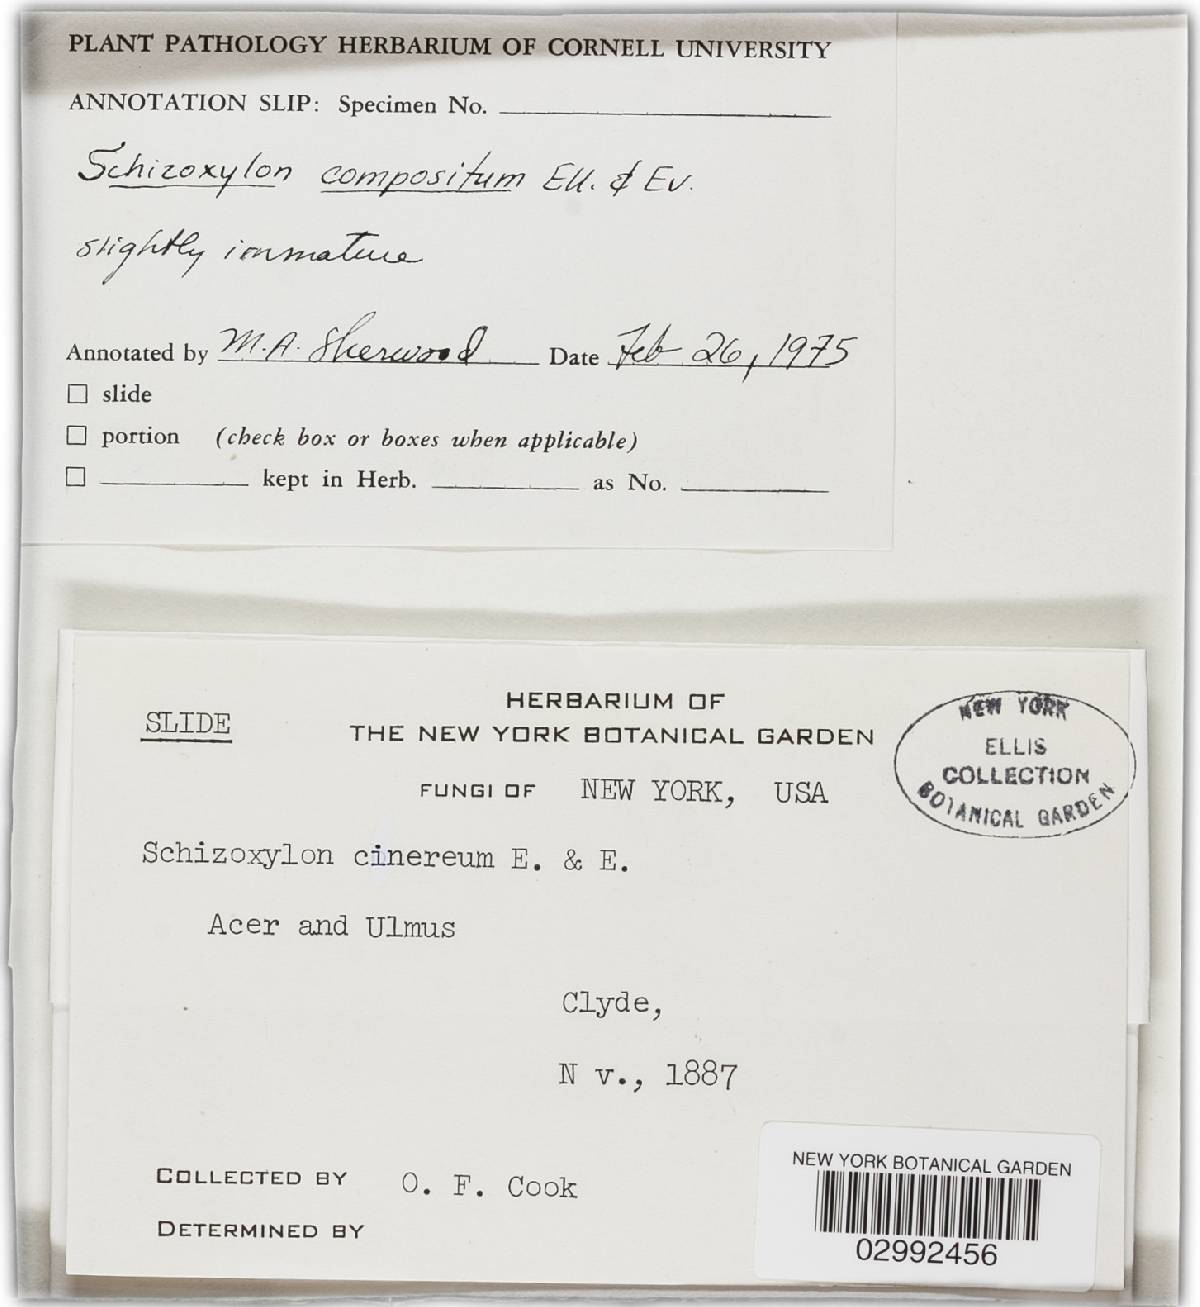 PLANT PATHOLOGY HERBARIUM OF CORNELL UNIVERSITY
ANNOTATION SLIP: Specimen No.
Schizoxylon compositum Ell. & Ev.
slightly immature
Annotated by M.A. Sherwood Date Feb 26, 1975
☐ slide
☐ portion (check box or boxes when applicable)
☐ kept in Herb. as No.
SLIDE
HERBARIUM OF
THE NEW YORK BOTANICAL GARDEN
FUNGI OF NEW YORK, USA
NEW YORK
ELLIS
COLLECTION
BOTANICAL GARDEN
Schizoxylon cinereum E. & E.
Acer and Ulmus
Clyde,
N v., 1887
COLLECTED BY O. F. Cook
DETERMINED BY
NEW YORK BOTANICAL GARDEN
02992456